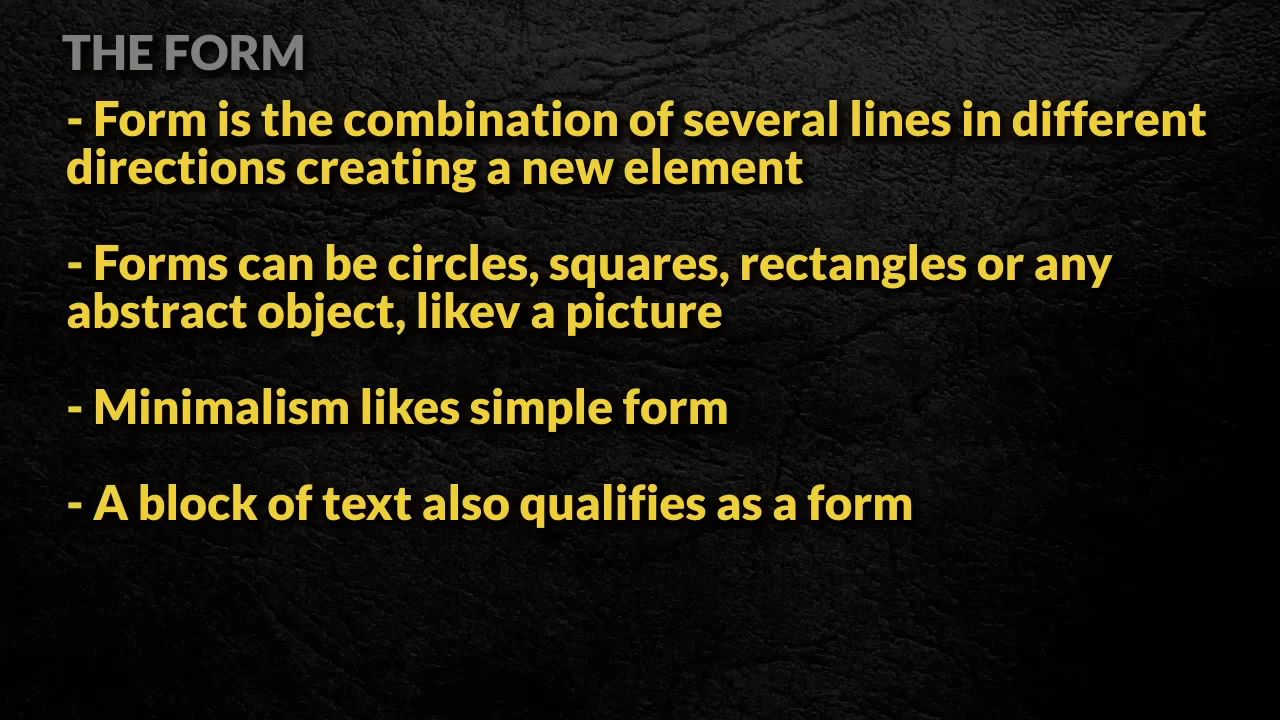 THE FORM
- Form is the combination of several lines in different
directions creating a new element
- Forms can be circles, squares, rectangles or any
abstract object, likev a picture
- Minimalism likes simple form
- A block of text also qualifies as a form